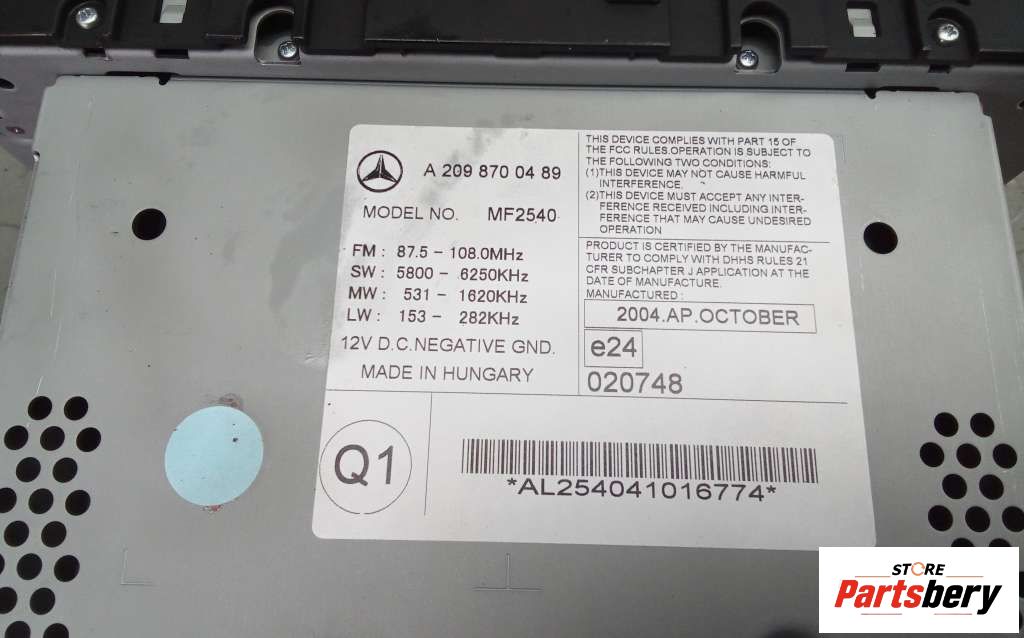 A 209 870 0489
MODEL NO. MF2540
FM : 87.5 - 108.0MHz
SW : 5800 - 6250KHz
MW : 531 - 1620KHz
LW : 153 - 282KHz
12V D.C.NEGATIVE GND.
MADE IN HUNGARY
THIS DEVICE COMPLIES WITH PART 15 OF
THE FCC RULES.OPERATION IS SUBJECT TO
THE FOLLOWING TWO CONDITIONS:
(1)THIS DEVICE MAY NOT CAUSE HARMFUL
INTERFERENCE.
(2)THIS DEVICE MUST ACCEPT ANY INTER-
FERENCE RECEIVED INCLUDING INTER-
FERENCE THAT MAY CAUSE UNDESIRED
OPERATION
PRODUCT IS CERTIFIED BY THE MANUFAC-
TURER TO COMPLY WITH DHHS RULES 21
CFR SUBCHAPTER J APPLICATION AT THE
DATE OF MANUFACTURE.
MANUFACTURED :
2004.AP.OCTOBER
e24
020748
Q1
*AL254041016774*
STORE
Partsbery